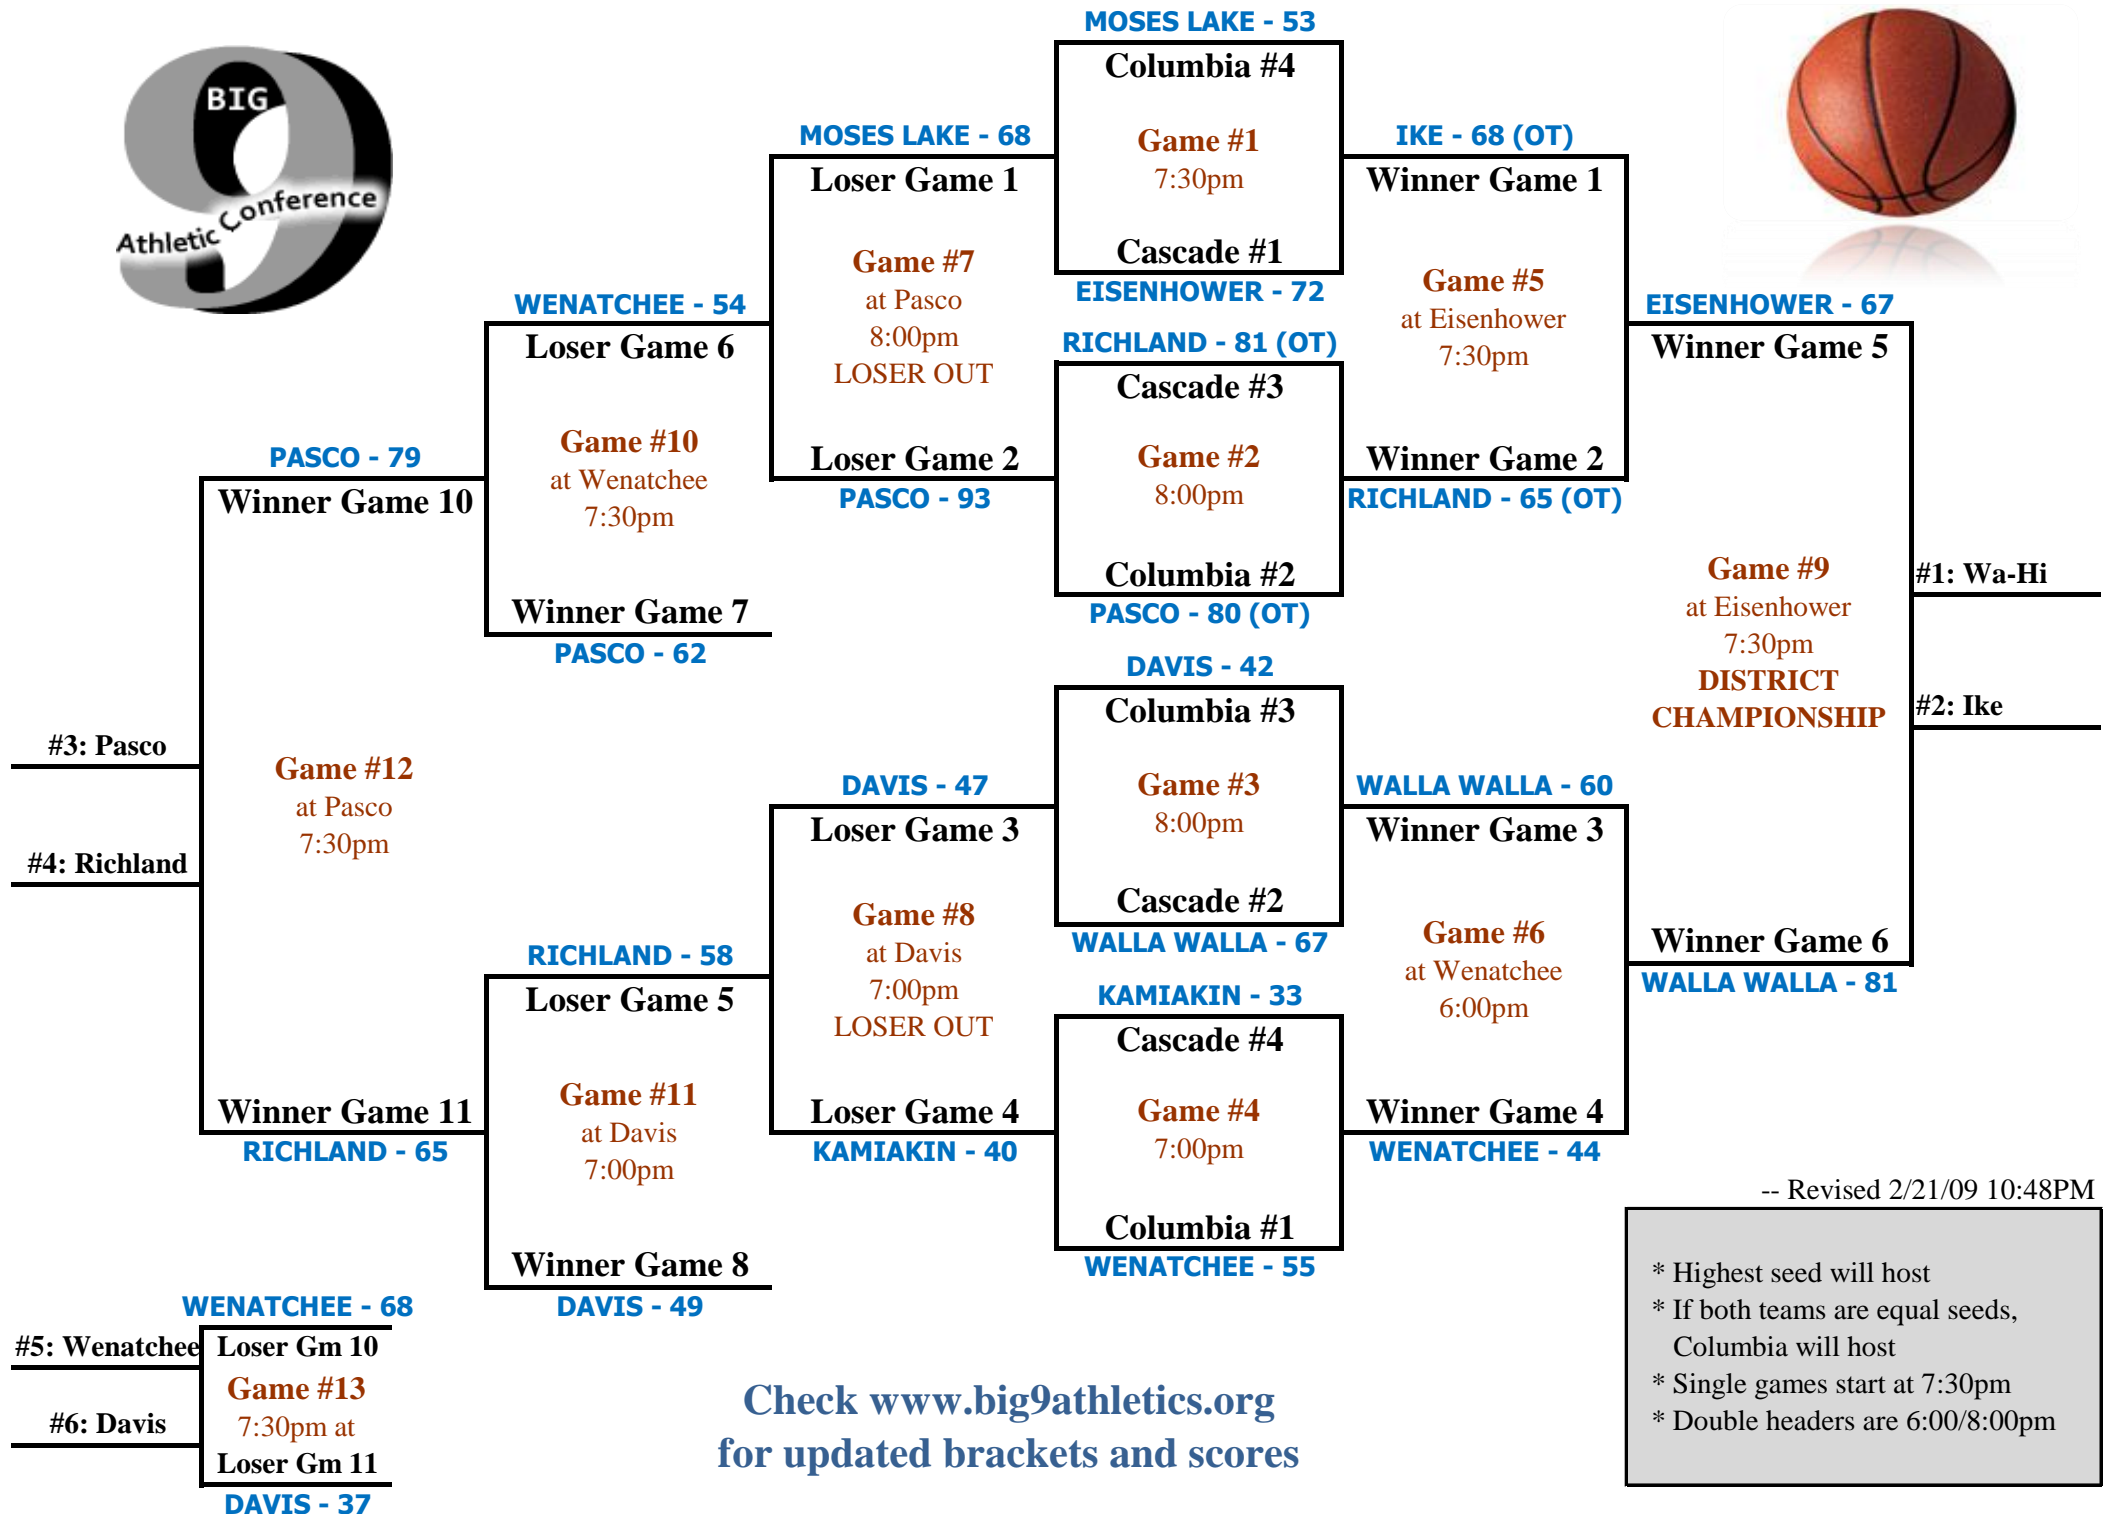 BIG
Athletic Conference
MOSES LAKE - 53
Columbia #4
Game #1
7:30pm
Cascade #1
EISENHOWER - 72
RICHLAND - 81 (OT)
Cascade #3
Game #2
8:00pm
Columbia #2
PASCO - 80 (OT)
DAVIS - 42
Columbia #3
Game #3
8:00pm
Cascade #2
WALLA WALLA - 67
KAMIAKIN - 33
Cascade #4
Game #4
7:00pm
Columbia #1
WENATCHEE - 55
IKE - 68 (OT)
Winner Game 1
Game #5
at Eisenhower
7:30pm
Winner Game 2
RICHLAND - 65 (OT)
WALLA WALLA - 60
Winner Game 3
Game #6
at Wenatchee
6:00pm
Winner Game 4
WENATCHEE - 44
EISENHOWER - 67
Winner Game 5
Game #9
at Eisenhower
7:30pm
DISTRICT
CHAMPIONSHIP
Winner Game 6
WALLA WALLA - 81
#1: Wa-Hi
#2: Ike
MOSES LAKE - 68
Loser Game 1
Game #7
at Pasco
8:00pm
LOSER OUT
Loser Game 2
PASCO - 93
DAVIS - 47
Loser Game 3
Game #8
at Davis
7:00pm
LOSER OUT
Loser Game 4
KAMIAKIN - 40
WENATCHEE - 54
Loser Game 6
Game #10
at Wenatchee
7:30pm
Winner Game 7
PASCO - 62
RICHLAND - 58
Loser Game 5
Game #11
at Davis
7:00pm
Winner Game 8
DAVIS - 49
PASCO - 79
Winner Game 10
Game #12
at Pasco
7:30pm
Winner Game 11
RICHLAND - 65
#3: Pasco
#4: Richland
WENATCHEE - 68
Loser Gm 10
Game #13
7:30pm at
Loser Gm 11
DAVIS - 37
#5: Wenatchee
#6: Davis
Check www.big9athletics.org
for updated brackets and scores
-- Revised 2/21/09 10:48PM
* Highest seed will host
* If both teams are equal seeds,
Columbia will host
* Single games start at 7:30pm
* Double headers are 6:00/8:00pm